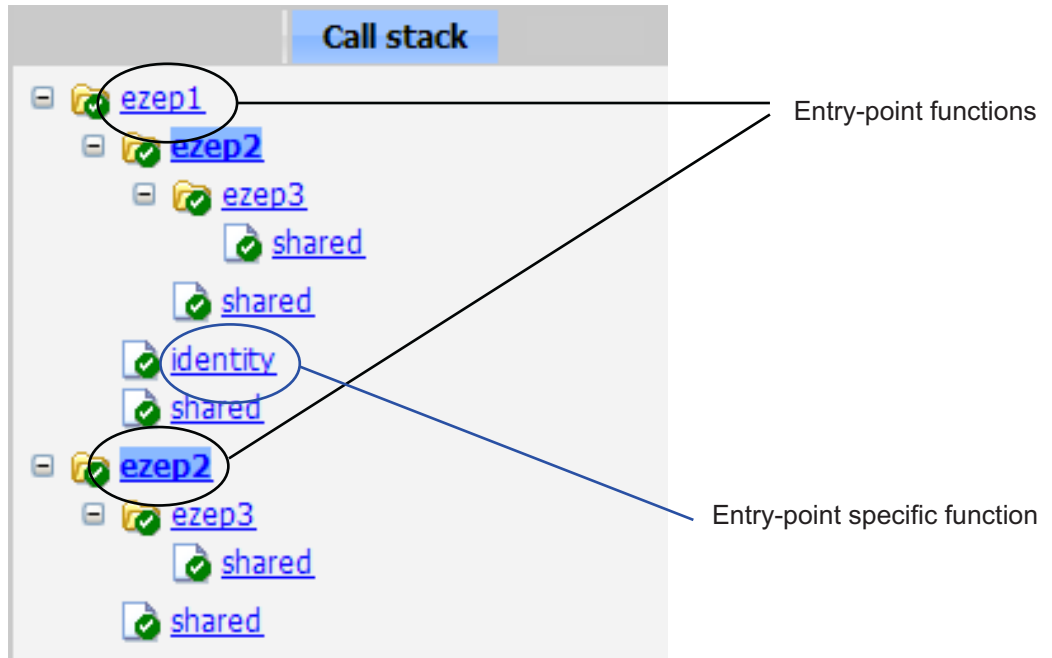 Call stack
ezep1
Entry-point functions
ezep2
ezep3
shared
shared
identity
shared
ezep2
ezep3
Entry-point specific function
shared
shared